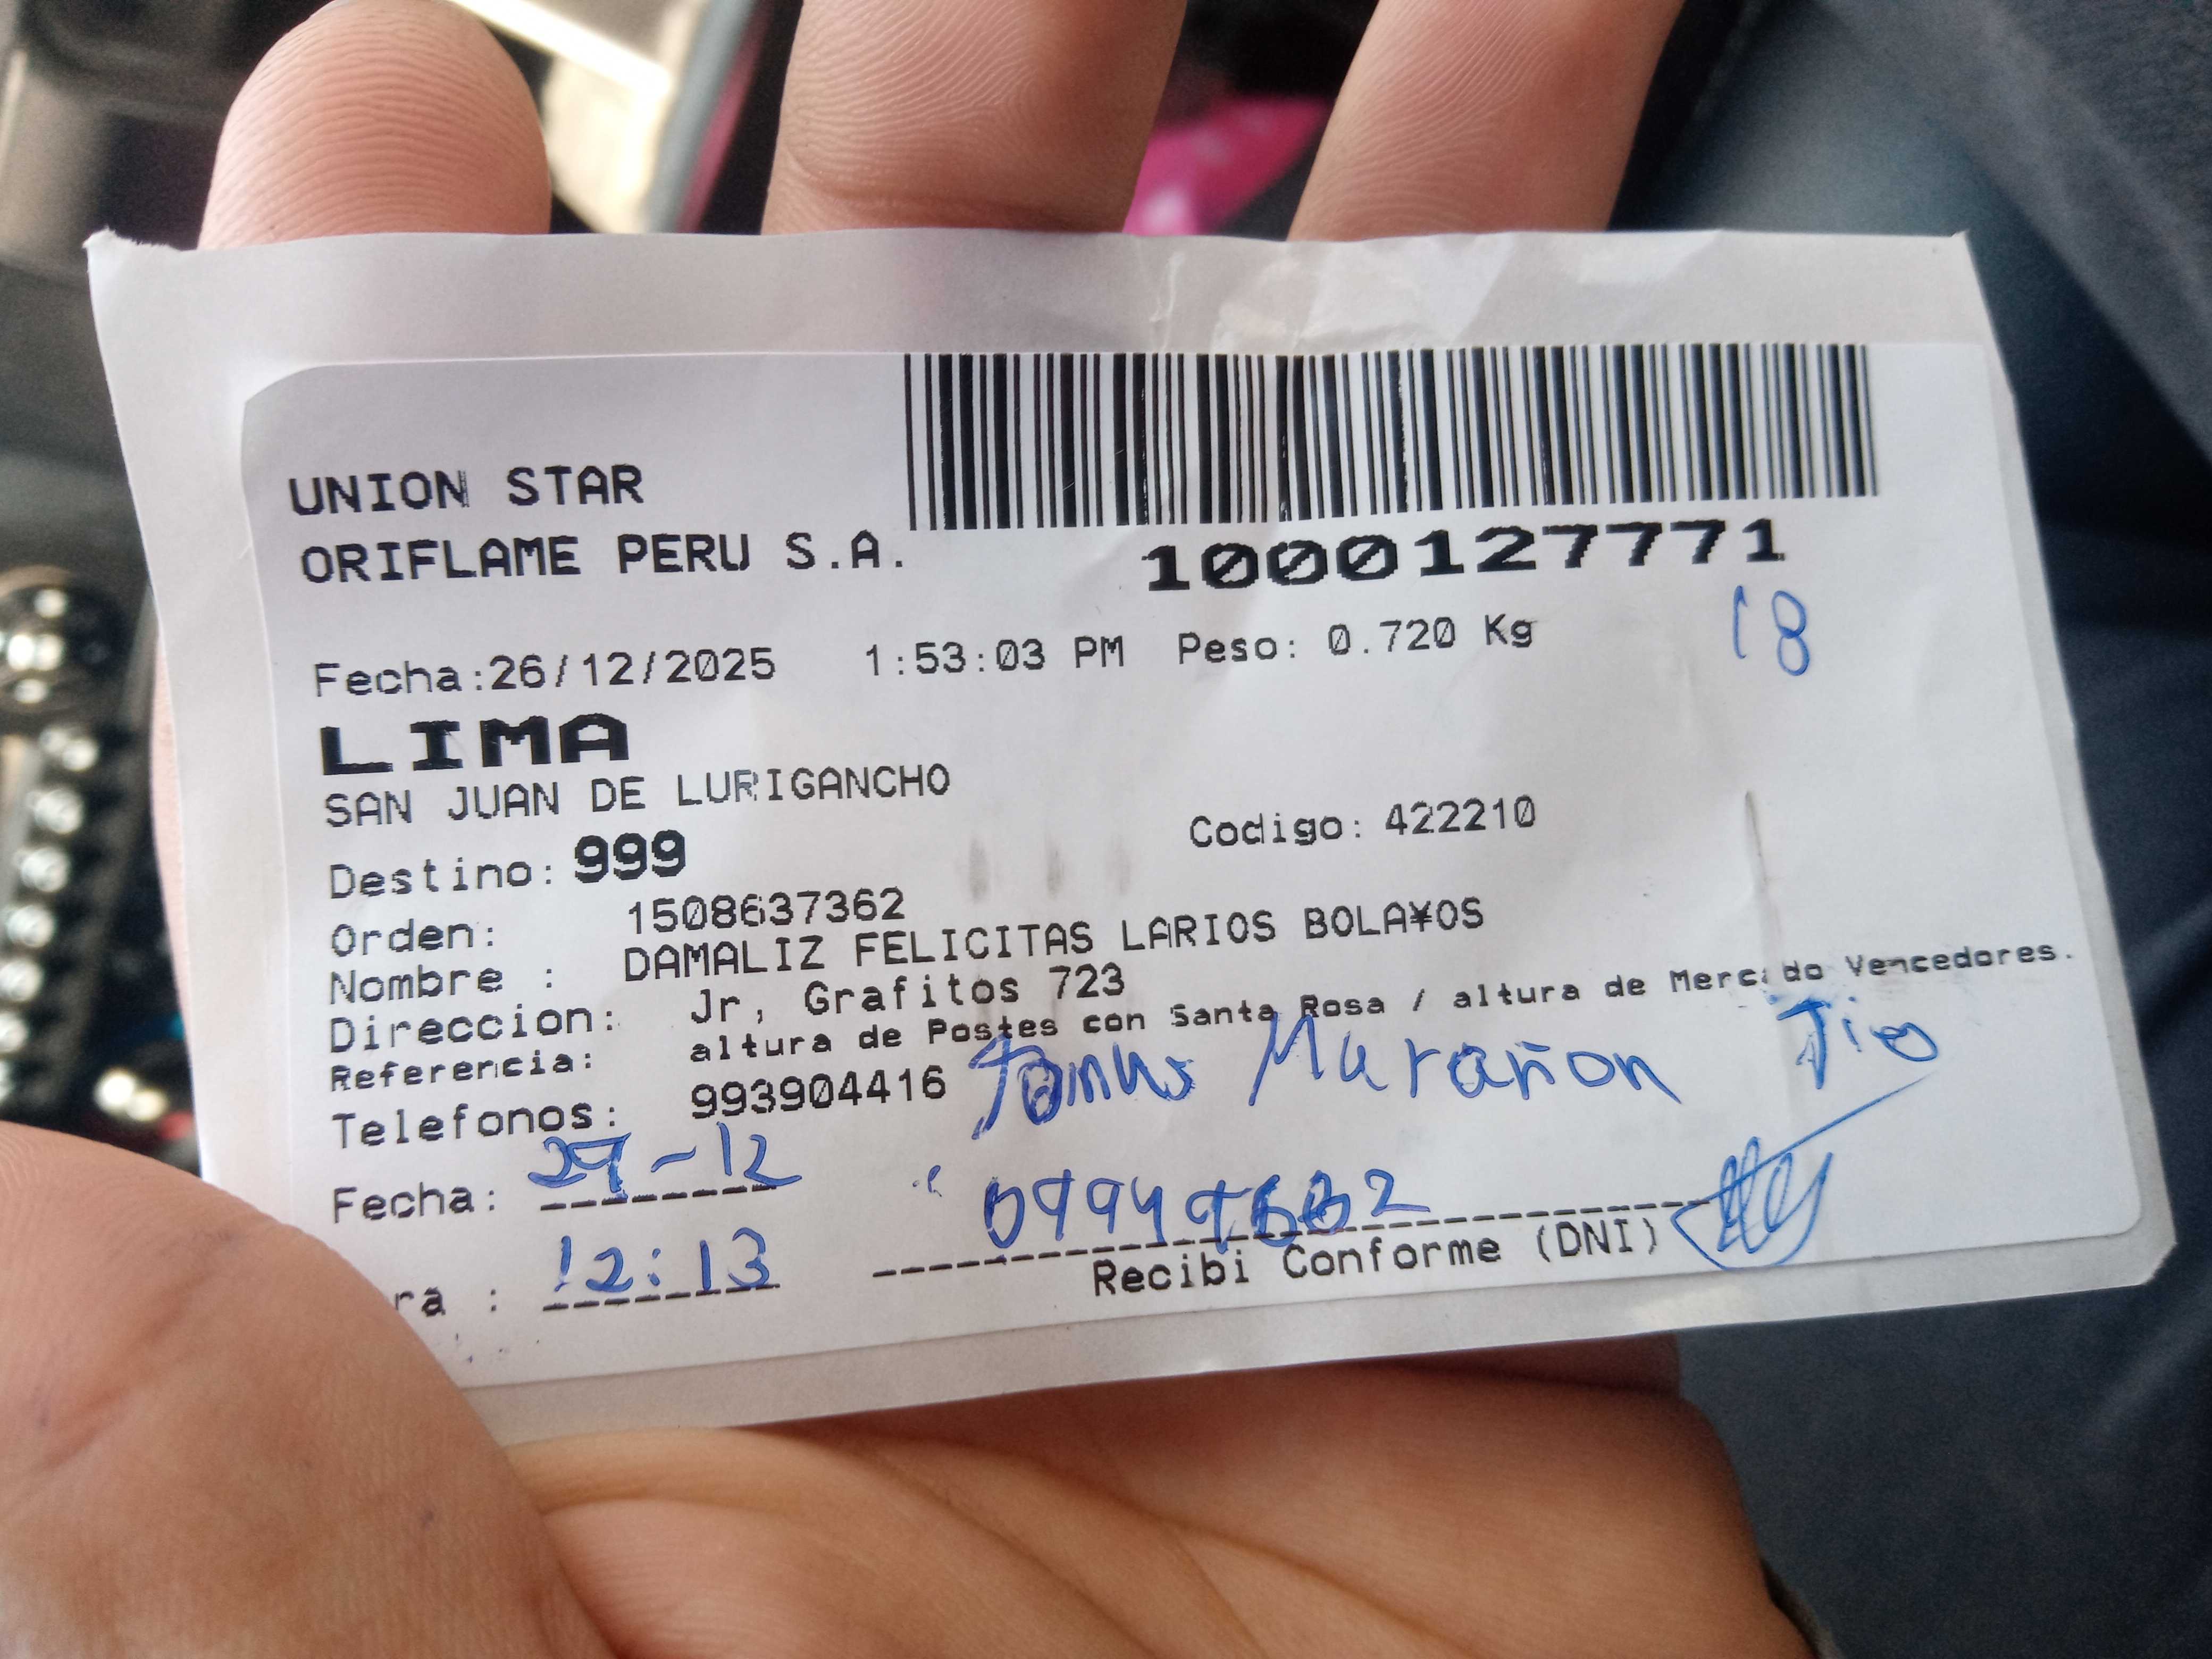 UNION STAR
ORIFLAME PERU S.A.
1000127771
18
Fecha:26/12/2025 1:53:03 PM Peso: 0.720 Kg
LIMA
SAN JUAN DE LURIGANCHO
Destino: 999 Codigo: 422210
Orden: 1508637362
Nombre : DAMALIZ FELICITAS LARIOS BOLA¥OS
Direccion: Jr, Grafitos 723
Referencia: altura de Postes con Santa Rosa / altura de Mercado Vencedores.
Telefonos: 993904416 Marañon Tio
Fecha: 27-12
ra : 12:13
Recibi Conforme (DNI)